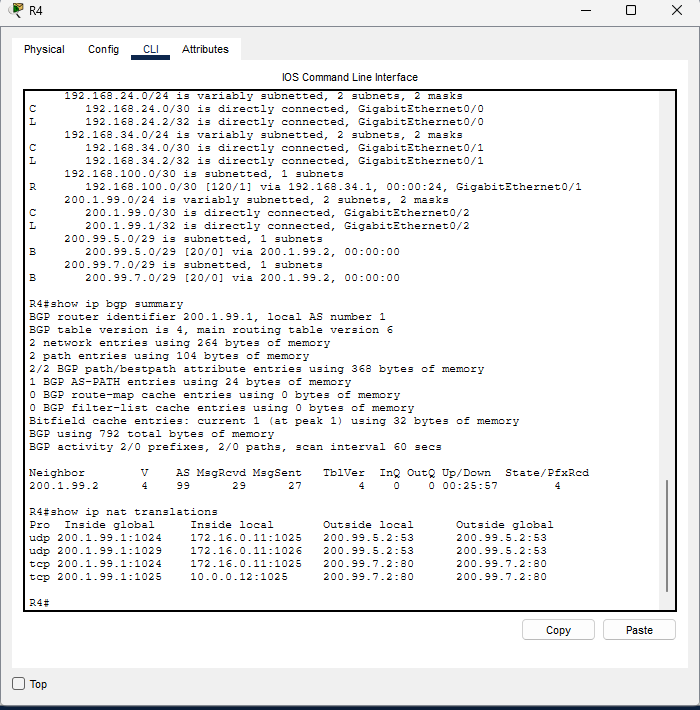 R4
Physical Config CLI Attributes
IOS Command Line Interface
192.168.24.0/24 is variably subnetted, 2 subnets, 2 masks
C 192.168.24.0/30 is directly connected, GigabitEthernet0/0
L 192.168.24.2/32 is directly connected, GigabitEthernet0/0
192.168.34.0/24 is variably subnetted, 2 subnets, 2 masks
C 192.168.34.0/30 is directly connected, GigabitEthernet0/1
L 192.168.34.2/32 is directly connected, GigabitEthernet0/1
192.168.100.0/30 is subnetted, 1 subnets
R 192.168.100.0/30 [120/1] via 192.168.34.1, 00:00:24, GigabitEthernet0/1
200.1.99.0/24 is variably subnetted, 2 subnets, 2 masks
C 200.1.99.0/30 is directly connected, GigabitEthernet0/2
L 200.1.99.1/32 is directly connected, GigabitEthernet0/2
200.99.5.0/29 is subnetted, 1 subnets
B 200.99.5.0/29 [20/0] via 200.1.99.2, 00:00:00
200.99.7.0/29 is subnetted, 1 subnets
B 200.99.7.0/29 [20/0] via 200.1.99.2, 00:00:00
R4#show ip bgp summary
BGP router identifier 200.1.99.1, local AS number 1
BGP table version is 4, main routing table version 6
2 network entries using 264 bytes of memory
2 path entries using 104 bytes of memory
2/2 BGP path/bestpath attribute entries using 368 bytes of memory
1 BGP AS-PATH entries using 24 bytes of memory
0 BGP route-map cache entries using 0 bytes of memory
0 BGP filter-list cache entries using 0 bytes of memory
Bitfield cache entries: current 1 (at peak 1) using 32 bytes of memory
BGP using 792 total bytes of memory
BGP activity 2/0 prefixes, 2/0 paths, scan interval 60 secs
Neighbor V AS MsgRcvd MsgSent TblVer InQ OutQ Up/Down State/PfxRcd
200.1.99.2 4 99 29 27 4 0 0 00:25:57 4
R4#show ip nat translations
Pro Inside global Inside local Outside local Outside global
udp 200.1.99.1:1024 172.16.0.11:1025 200.99.5.2:53 200.99.5.2:53
udp 200.1.99.1:1029 172.16.0.11:1026 200.99.5.2:53 200.99.5.2:53
tcp 200.1.99.1:1024 172.16.0.11:1025 200.99.7.2:80 200.99.7.2:80
tcp 200.1.99.1:1025 10.0.0.12:1025 200.99.7.2:80 200.99.7.2:80
R4#
Copy Paste
Top